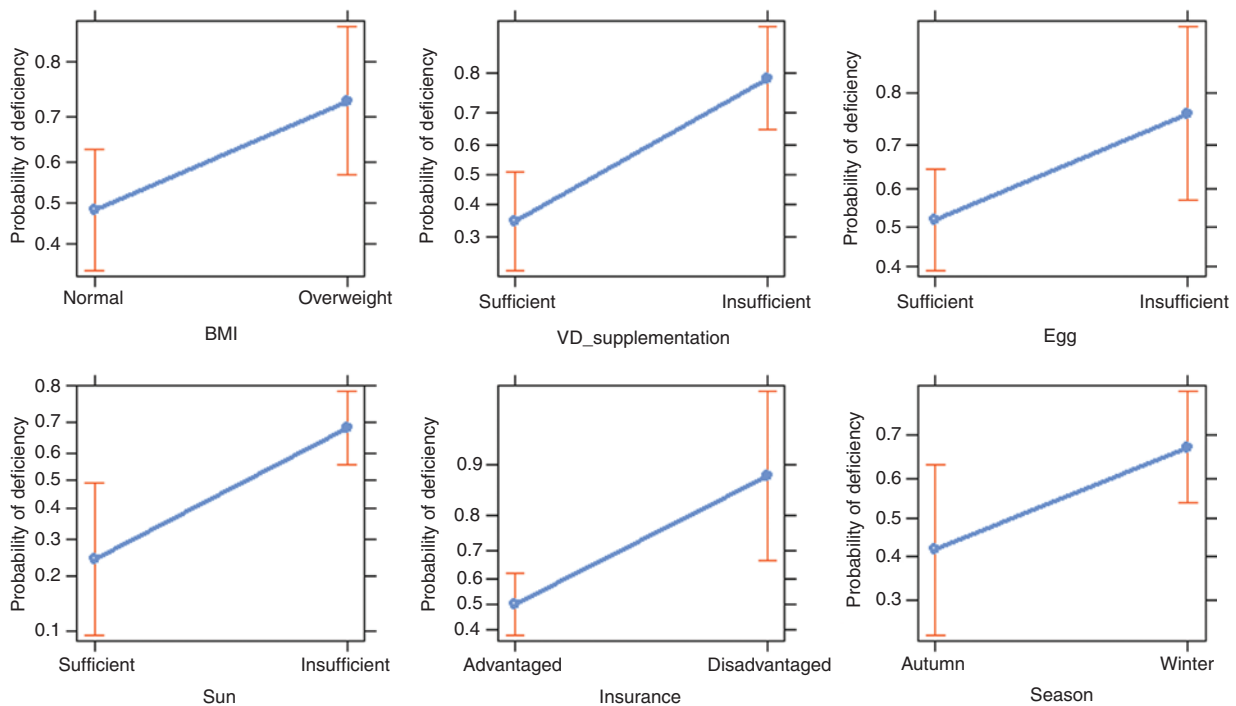 Probability of deficiency
0.8
0.7
0.6
0.5
0.4
Normal Overweight
BMI
Probability of deficiency
0.8
0.7
0.6
0.5
0.4
0.3
Sufficient Insufficient
VD_supplementation
Probability of deficiency
0.8
0.7
0.6
0.5
0.4
Sufficient Insufficient
Egg
Probability of deficiency
0.8
0.7
0.6
0.5
0.4
0.3
0.2
0.1
Sufficient Insufficient
Sun
Probability of deficiency
0.9
0.8
0.7
0.6
0.5
0.4
Advantaged Disadvantaged
Insurance
Probability of deficiency
0.7
0.6
0.5
0.4
0.3
Autumn Winter
Season